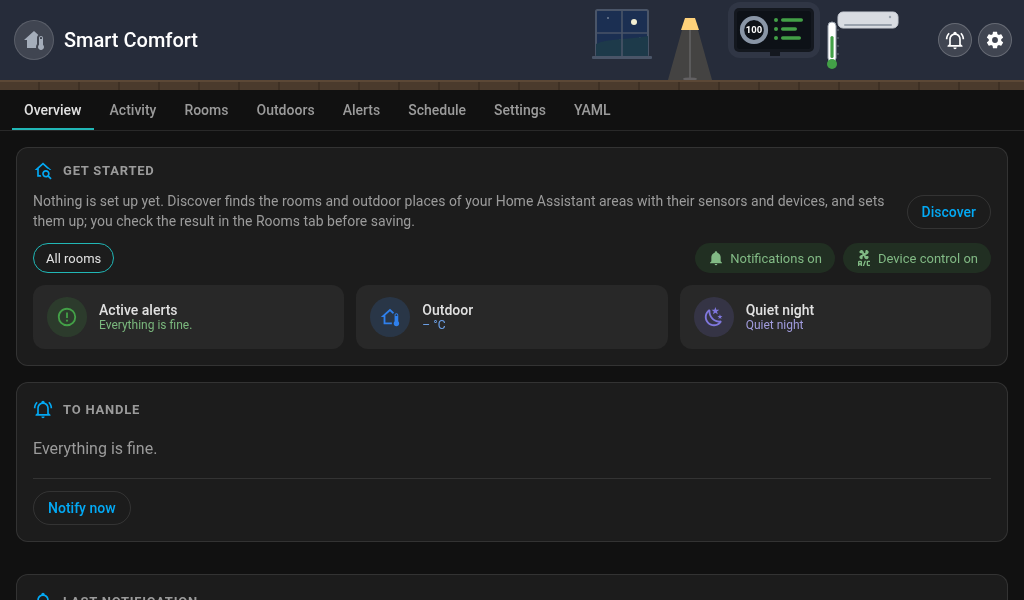 Smart Comfort
100
Overview
Activity
Rooms
Outdoors
Alerts
Schedule
Settings
YAML
GET STARTED
Nothing is set up yet. Discover finds the rooms and outdoor places of your Home Assistant areas with their sensors and devices, and sets
them up; you check the result in the Rooms tab before saving.
Discover
All rooms
Notifications on
A/C
Device control on
Active alerts
Everything is fine.
Outdoor
– °C
Quiet night
Quiet night
TO HANDLE
Everything is fine.
Notify now
LAST NOTIFICATION